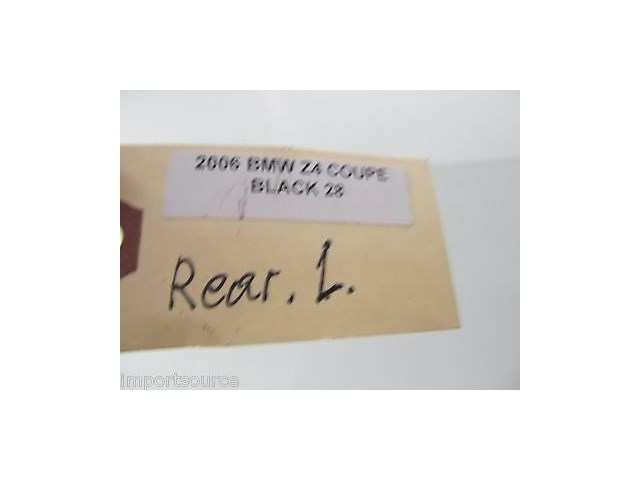 2006 BMW Z4 COUPE
BLACK 28
Rear. L.
importsource